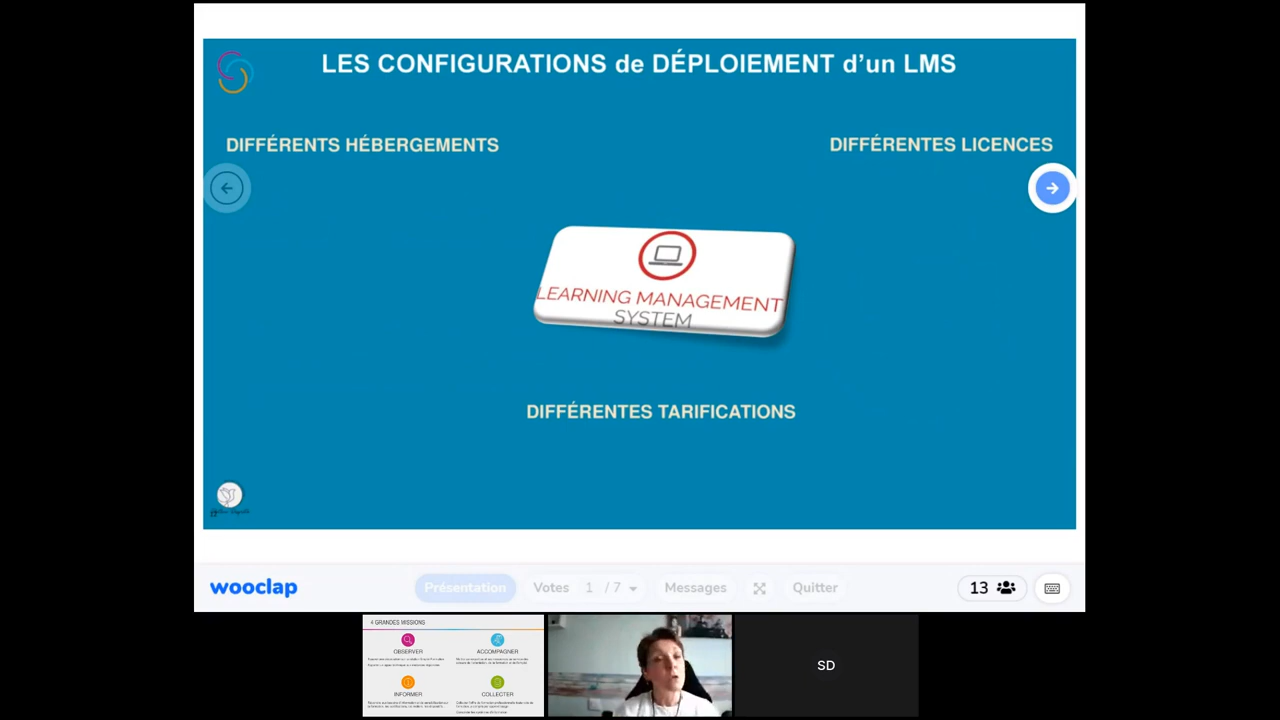 LES CONFIGURATIONS de DÉPLOIEMENT d’un LMS
DIFFÉRENTS HÉBERGEMENTS
DIFFÉRENTES LICENCES
LEARNING MANAGEMENT
SYSTEM
DIFFÉRENTES TARIFICATIONS
wooclap
Présentation
Votes 1 / 7
Messages
Quitter
13
4 GRANDES MISSIONS
OBSERVER
ACCOMPAGNER
INFORMER
COLLECTER
SD